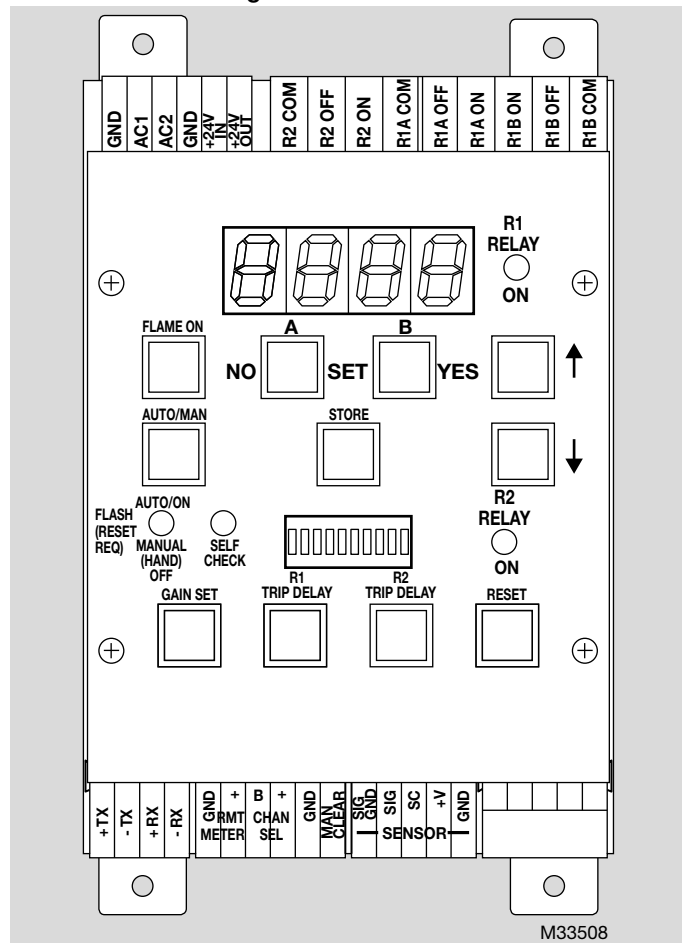 GND
AC1
AC2
GND
+24V IN
+24V OUT
R2 COM
R2 OFF
R2 ON
R1A COM
R1A OFF
R1A ON
R1B ON
R1B OFF
R1B COM
8888
R1
RELAY
ON
FLAME ON
A
B
NO
SET
YES
AUTO/MAN
STORE
FLASH
(RESET
REQ)
AUTO/ON
MANUAL
(HAND)
OFF
SELF
CHECK
R2
RELAY
ON
R1
TRIP DELAY
R2
TRIP DELAY
GAIN SET
RESET
+TX
-TX
+RX
-RX
GND +
RMT
METER
B +
CHAN
SEL
GND
MAN
CLEAR
SIG
GND
SIG
SC
+V
GND
SENSOR
M33508